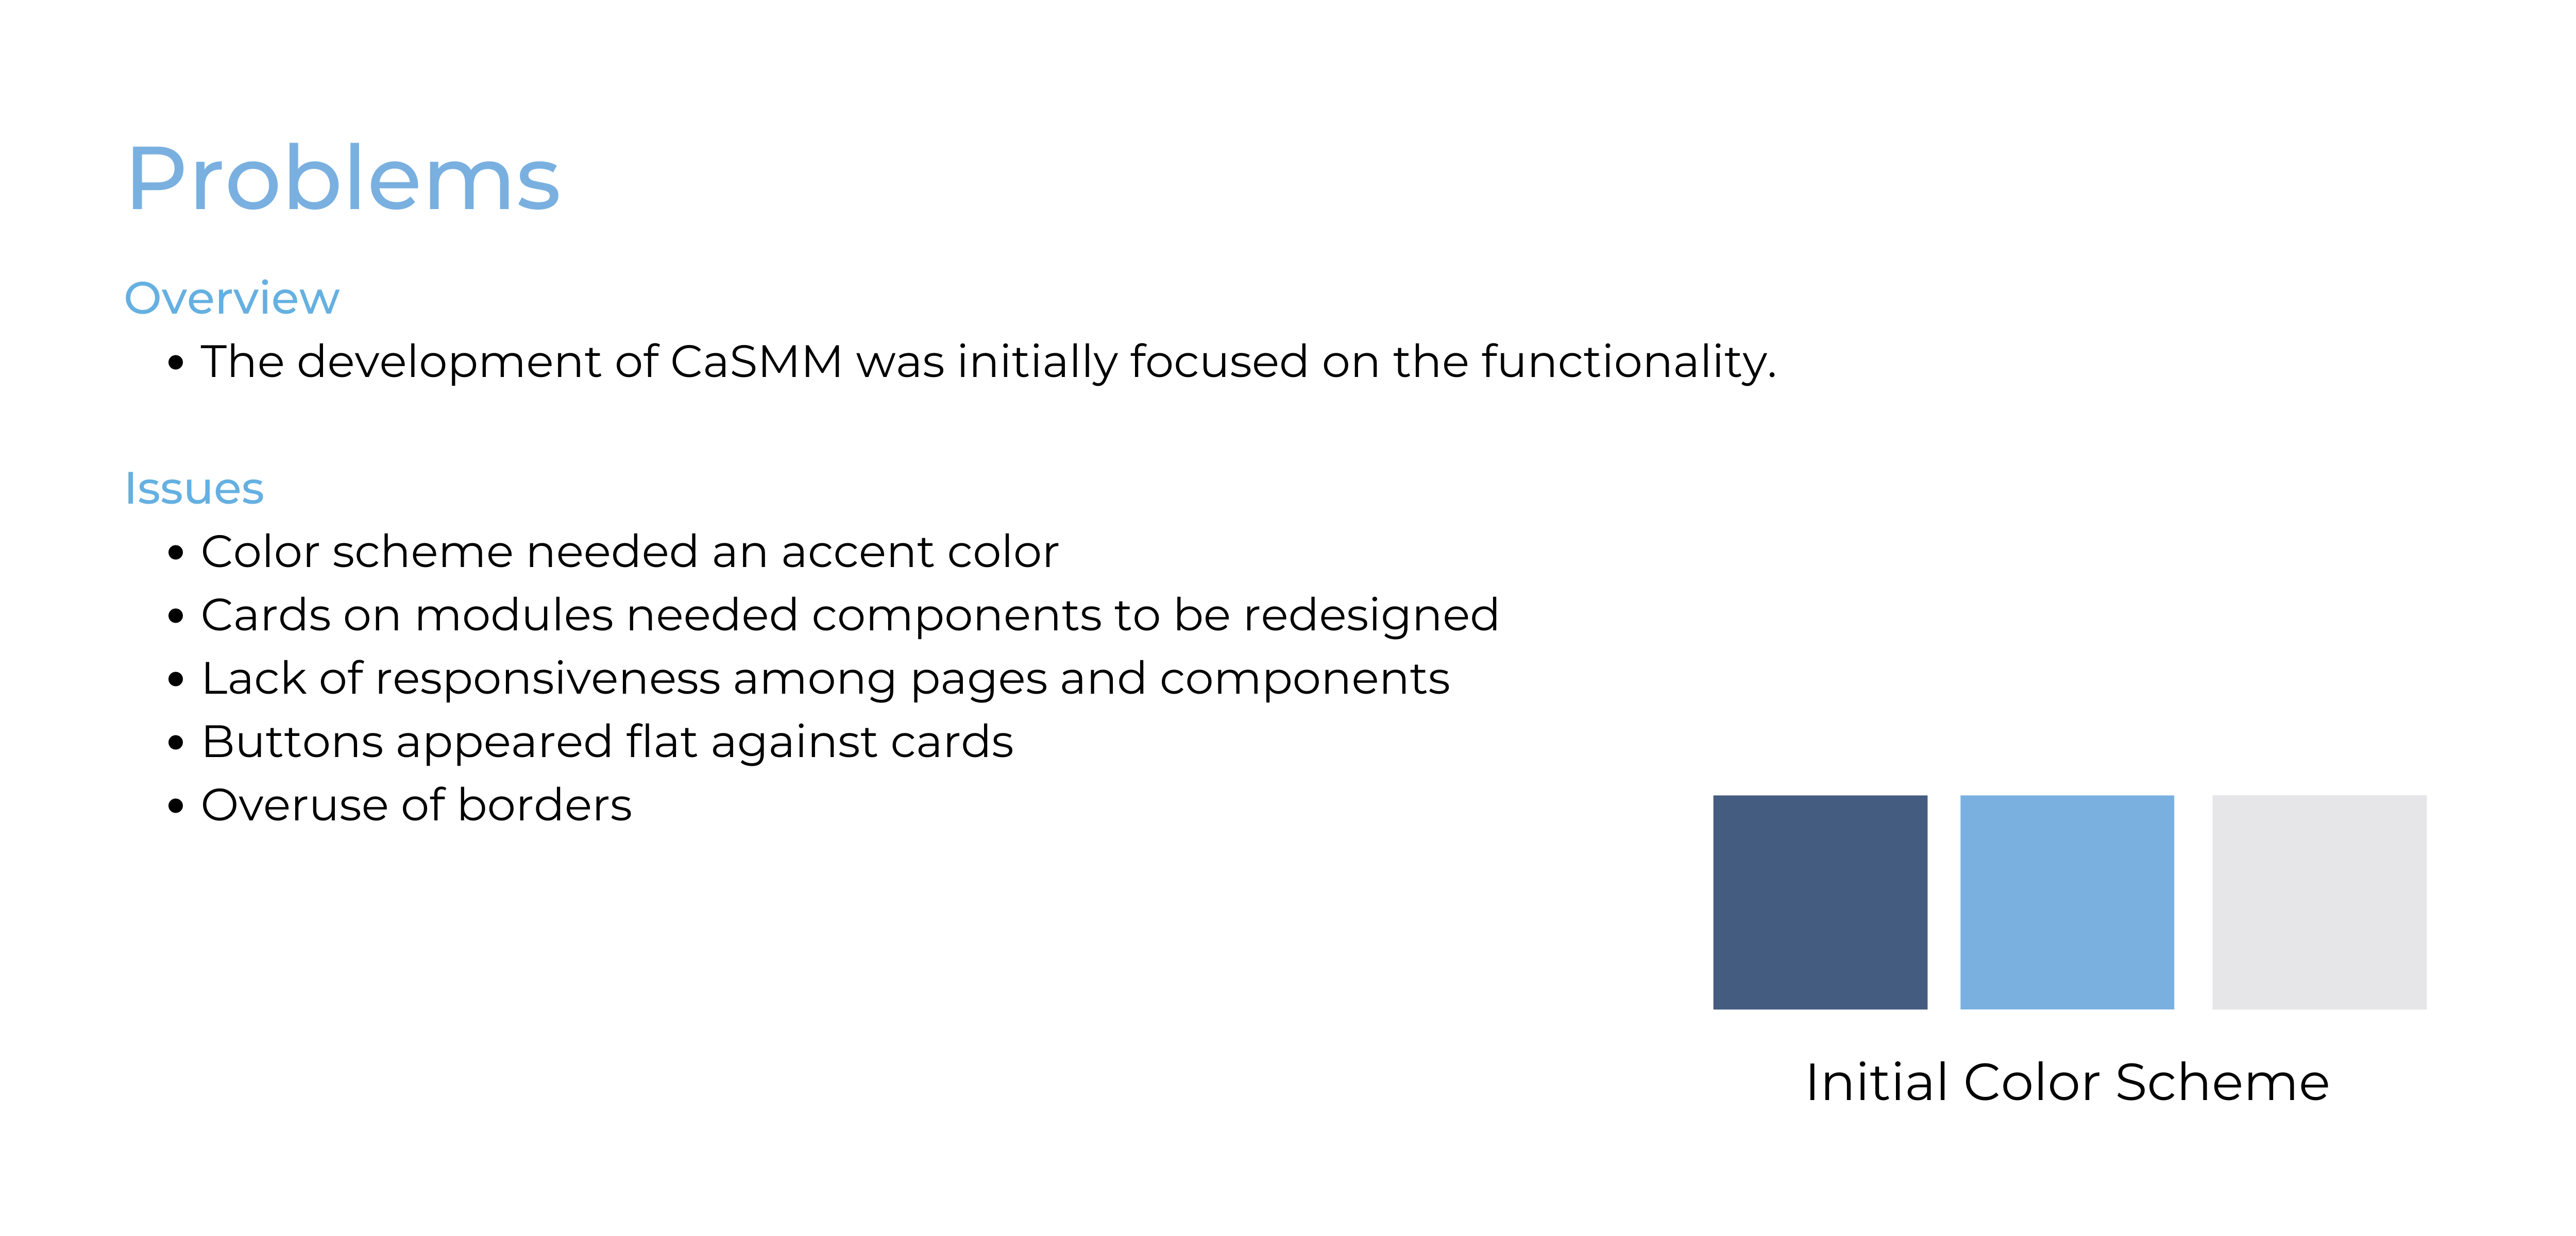 Problems
Overview
• The development of CaSMM was initially focused on the functionality.
Issues
• Color scheme needed an accent color
• Cards on modules needed components to be redesigned
• Lack of responsiveness among pages and components
• Buttons appeared flat against cards
• Overuse of borders
Initial Color Scheme